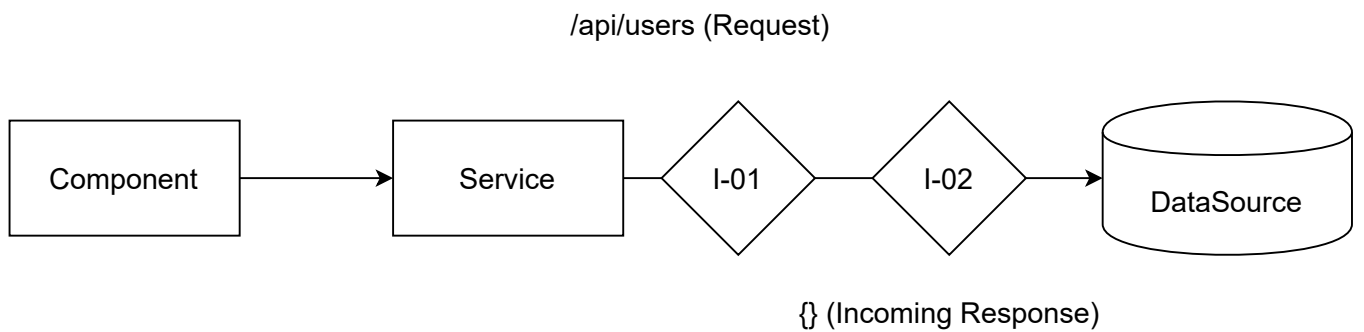 /api/users (Request)
Component
Service
I-01
I-02
DataSource
{} (Incoming Response)